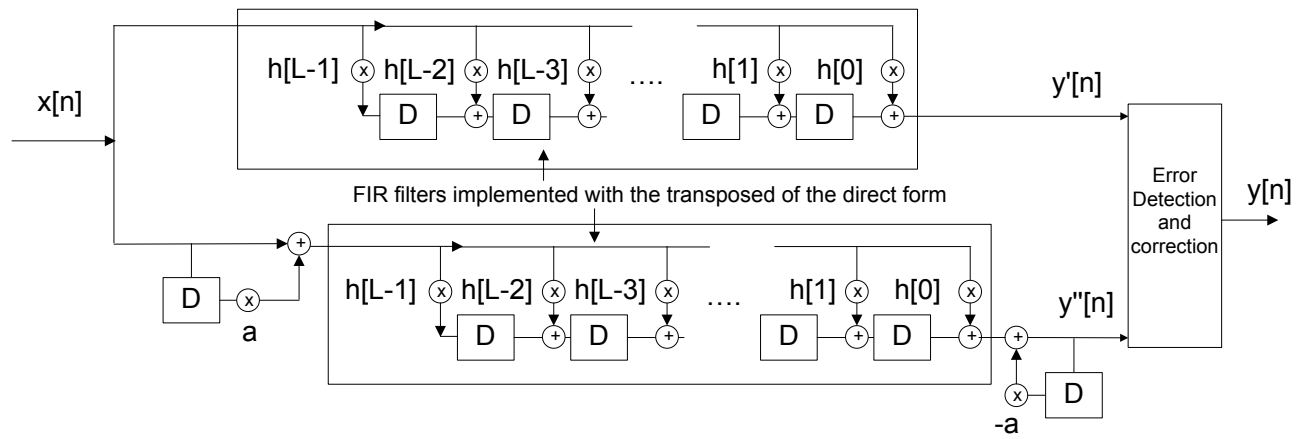 x[n]
h[L-1] h[L-2] h[L-3] .... h[1] h[0]
x x x x x
D + D + D + D +
y'[n]
FIR filters implemented with the transposed of the direct form
Error
Detection
and
correction
y[n]
+
D x
a
h[L-1] h[L-2] h[L-3] .... h[1] h[0]
x x x x x
D + D + D + D + +
y''[n]
x D
-a